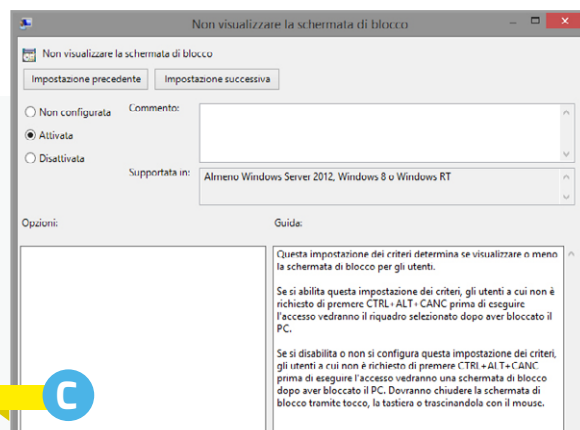 Non visualizzare la schermata di blocco
Non visualizzare la schermata di blocco
Impostazione precedente
Impostazione successiva
Non configurata
Commento:
Attivata
Disattivata
Supportata in:
Almeno Windows Server 2012, Windows 8 o Windows RT
Opzioni:
Guida:
Questa impostazione dei criteri determina se visualizzare o meno
la schermata di blocco per gli utenti.
Se si abilita questa impostazione dei criteri, gli utenti a cui non è
richiesto di premere CTRL+ALT+CANC prima di eseguire
l'accesso vedranno il riquadro selezionato dopo aver bloccato il
PC.
Se si disabilita o non si configura questa impostazione dei criteri,
gli utenti a cui non è richiesto di premere CTRL+ALT+CANC
prima di eseguire l'accesso vedranno una schermata di blocco
dopo aver bloccato il PC. Dovranno chiudere la schermata di
blocco tramite tocco, la tastiera o trascinandola con il mouse.
C